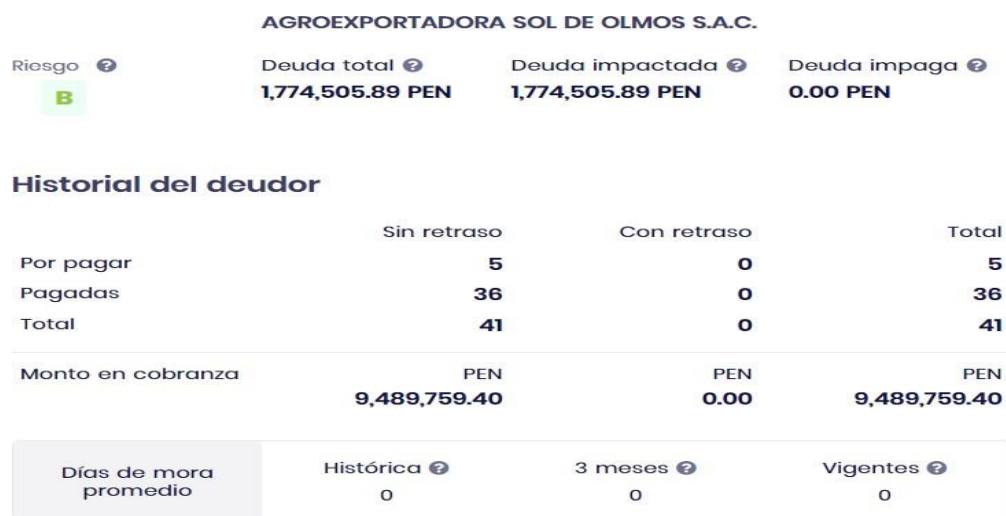 AGROEXPORTADORA SOL DE OLMOS S.A.C.
Riesgo ? Deuda total ? Deuda impactada ? Deuda impaga ?
B 1,774,505.89 PEN 1,774,505.89 PEN 0.00 PEN
Historial del deudor
Sin retraso Con retraso Total
Por pagar 5 0 5
Pagadas 36 0 36
Total 41 0 41
Monto en cobranza PEN PEN PEN
9,489,759.40 0.00 9,489,759.40
Días de mora Histórica ? 3 meses ? Vigentes ?
promedio 0 0 0